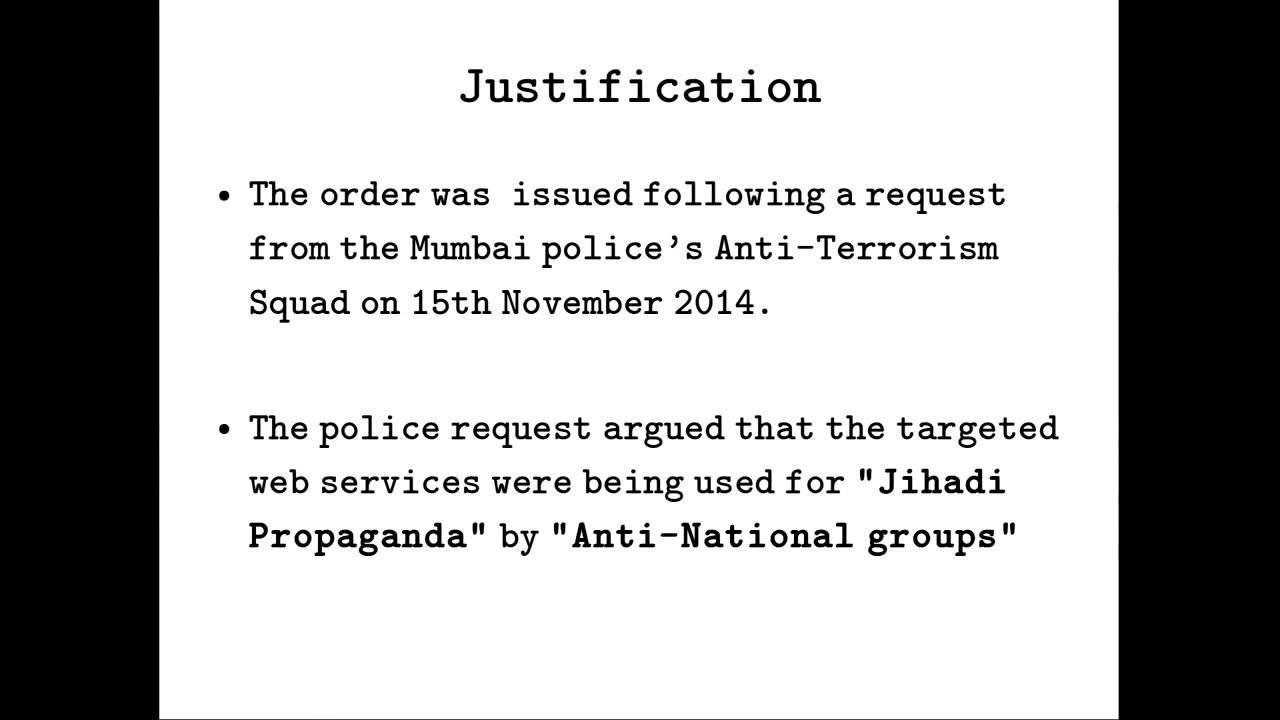 Justification
• The order was issued following a request
from the Mumbai police's Anti-Terrorism
Squad on 15th November 2014.
• The police request argued that the targeted
web services were being used for "Jihadi
Propaganda" by "Anti-National groups"